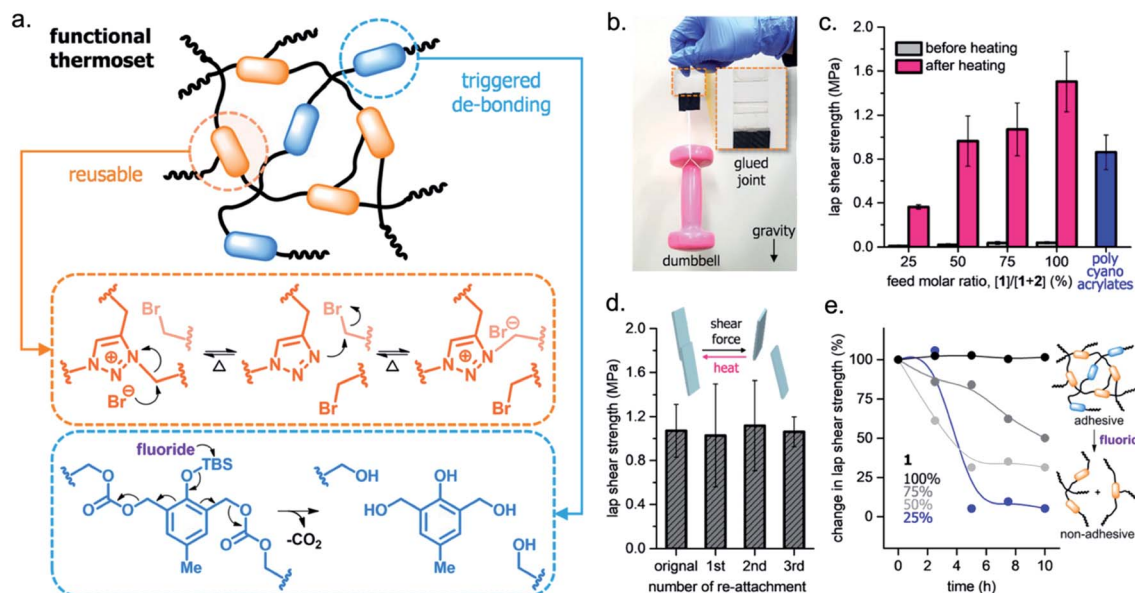 a.
functional
thermoset
triggered
de-bonding
reusable
Br
⊕
N
N
N
Br⊖
Δ
Br
N
N
N
Br
Δ
Br⊖
⊕
N
N
N
Br
fluoride
TBS
O
O
O
O
O
O
O
-CO2
Me
OH
HO
OH
OH
Me
OH
b.
glued
joint
gravity
dumbbell
c.
before heating
after heating
lap shear strength (MPa)
2.0
1.6
1.2
0.8
0.4
0.0
25
50
75
100
feed molar ratio, [1]/[1+2] (%)
poly
cyano
acrylates
d.
shear
force
heat
lap shear strength (MPa)
2.0
1.6
1.2
0.8
0.4
0.0
orignal
1st
2nd
3rd
number of re-attachment
e.
change in lap shear strength (%)
100
75
50
25
0
1
100%
75%
50%
25%
0
2
4
6
8
10
time (h)
adhesive
fluoride
+
non-adhesive